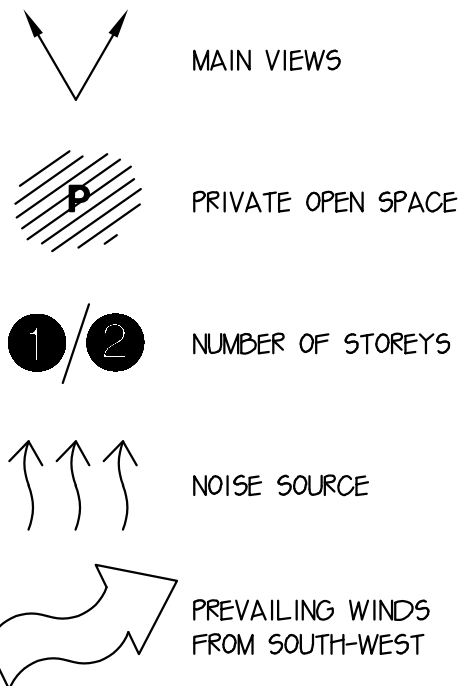 MAIN VIEWS
P PRIVATE OPEN SPACE
1/2 NUMBER OF STOREYS
NOISE SOURCE
PREVAILING WINDS
FROM SOUTH-WEST